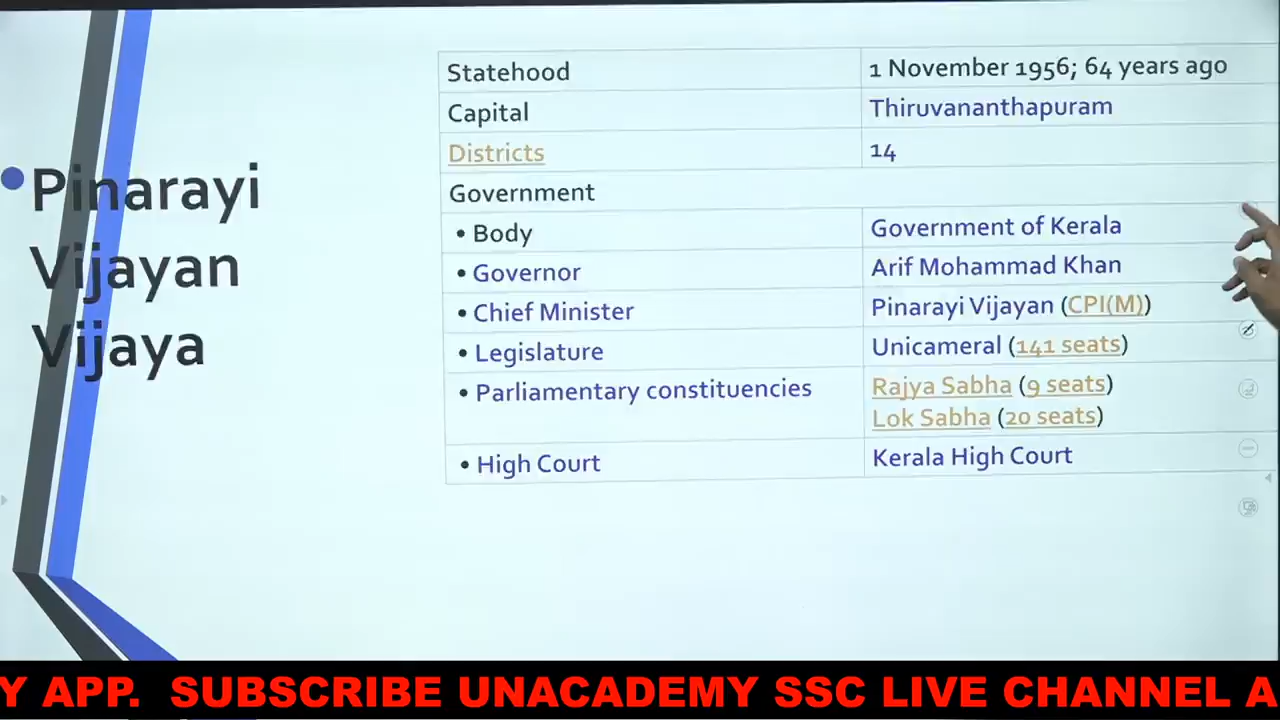 Pinarayi
Vijayan
Vijaya
Statehood 1 November 1956; 64 years ago
Capital Thiruvananthapuram
Districts 14
Government
• Body Government of Kerala
• Governor Arif Mohammad Khan
• Chief Minister Pinarayi Vijayan (CPI(M))
• Legislature Unicameral (141 seats)
• Parliamentary constituencies Rajya Sabha (9 seats)
Lok Sabha (20 seats)
• High Court Kerala High Court
Y APP. SUBSCRIBE UNACADEMY SSC LIVE CHANNEL A